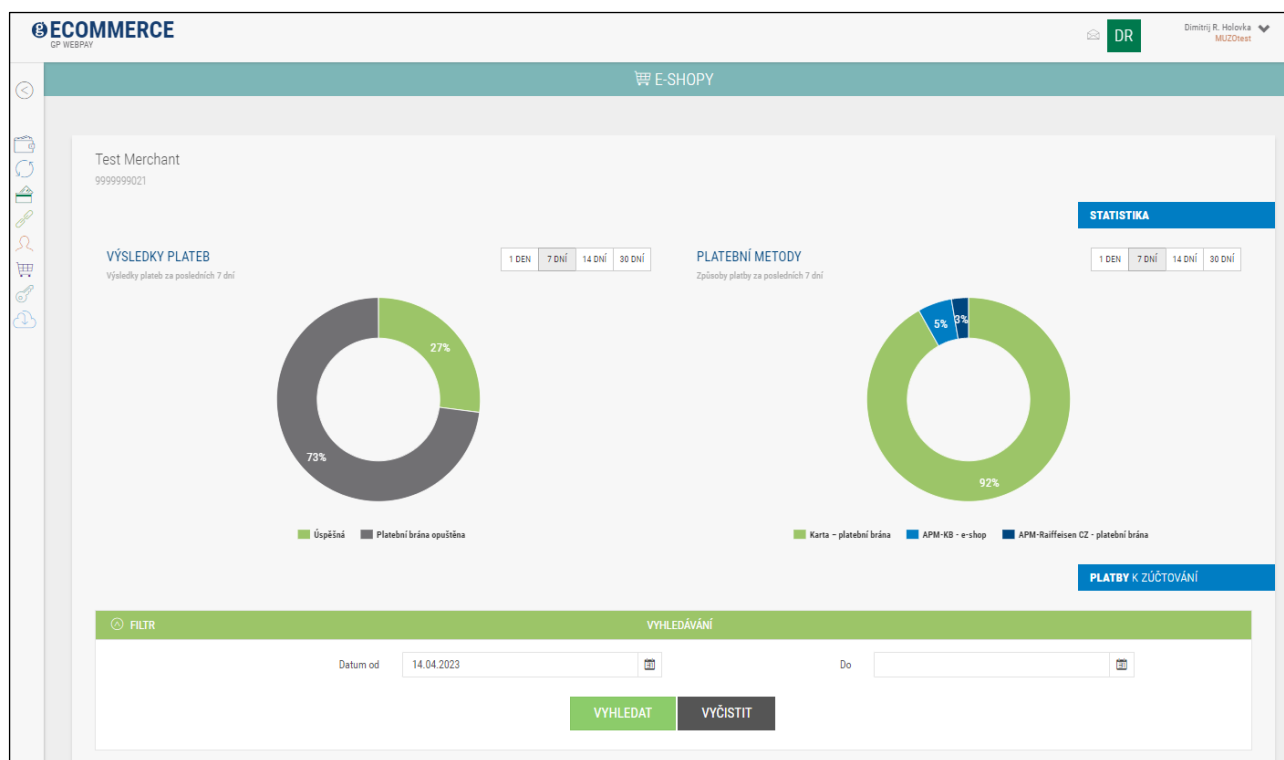 ECOMMERCE
GP WEBPAY
DR
Dimitrij R. Holovka
MUZOtest
E-SHOPY
Test Merchant
9999999021
STATISTIKA
VÝSLEDKY PLATEB
Výsledky plateb za posledních 7 dní
1 DEN 7 DNÍ 14 DNÍ 30 DNÍ
27%
73%
Úspěšná Platební brána opuštěna
PLATEBNÍ METODY
Způsoby platby za posledních 7 dní
1 DEN 7 DNÍ 14 DNÍ 30 DNÍ
5% 3%
92%
Karta – platební brána APM-KB - e-shop APM-Raiffeisen CZ - platební brána
PLATBY K ZÚČTOVÁNÍ
FILTR VYHLEDÁVÁNÍ
Datum od 14.04.2023 Do
VYHLEDAT VYČISTIT